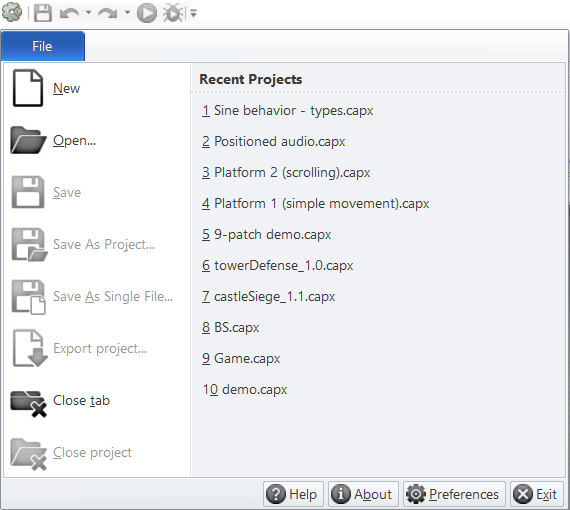 File
New
Open...
Save
Save As Project...
Save As Single File...
Export project...
Close tab
Close project
Recent Projects
1 Sine behavior - types.capx
2 Positioned audio.capx
3 Platform 2 (scrolling).capx
4 Platform 1 (simple movement).capx
5 9-patch demo.capx
6 towerDefense_1.0.capx
7 castleSiege_1.1.capx
8 BS.capx
9 Game.capx
10 demo.capx
Help About Preferences Exit